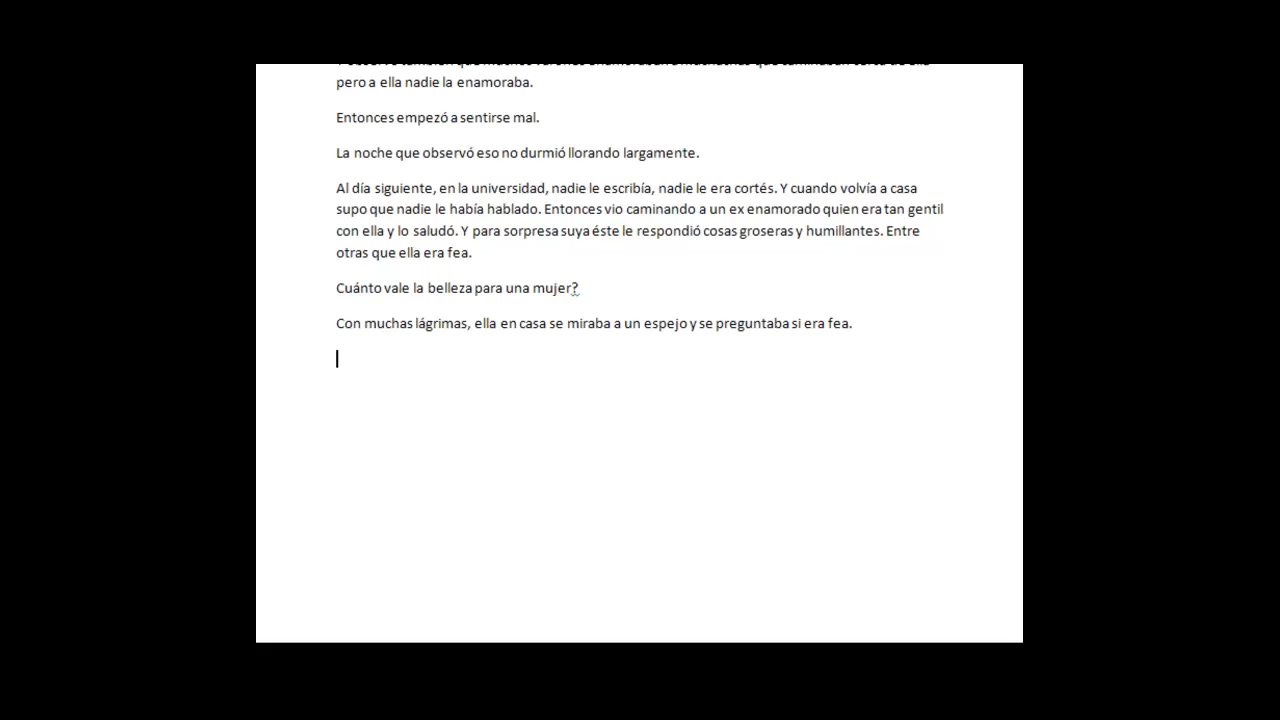 pero a ella nadie la enamoraba.
Entonces empezó a sentirse mal.
La noche que observó eso no durmió llorando largamente.
Al día siguiente, en la universidad, nadie le escribía, nadie le era cortés. Y cuando volvía a casa
supo que nadie le había hablado. Entonces vio caminando a un ex enamorado quien era tan gentil
con ella y lo saludó. Y para sorpresa suya éste le respondió cosas groseras y humillantes. Entre
otras que ella era fea.
Cuánto vale la belleza para una mujer?
Con muchas lágrimas, ella en casa se miraba a un espejo y se preguntaba si era fea.